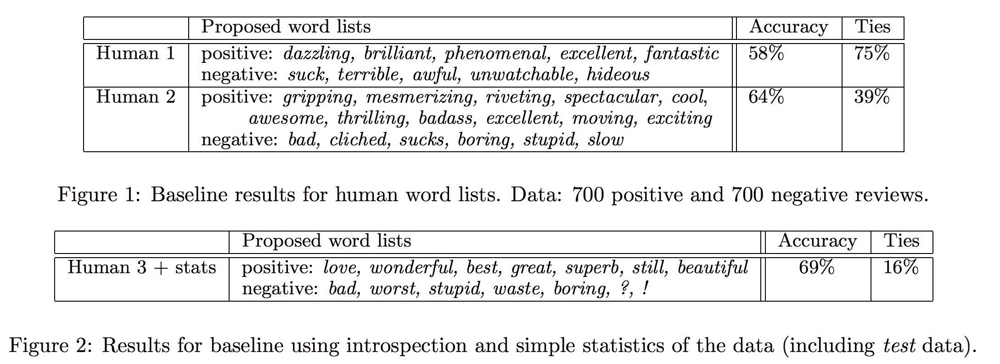 Proposed word lists Accuracy Ties
Human 1 positive: dazzling, brilliant, phenomenal, excellent, fantastic 58% 75%
negative: suck, terrible, awful, unwatchable, hideous
Human 2 positive: gripping, mesmerizing, riveting, spectacular, cool, 64% 39%
awesome, thrilling, badass, excellent, moving, exciting
negative: bad, cliched, sucks, boring, stupid, slow
Figure 1: Baseline results for human word lists. Data: 700 positive and 700 negative reviews.
Proposed word lists Accuracy Ties
Human 3 + stats positive: love, wonderful, best, great, superb, still, beautiful 69% 16%
negative: bad, worst, stupid, waste, boring, ?, !
Figure 2: Results for baseline using introspection and simple statistics of the data (including test data).